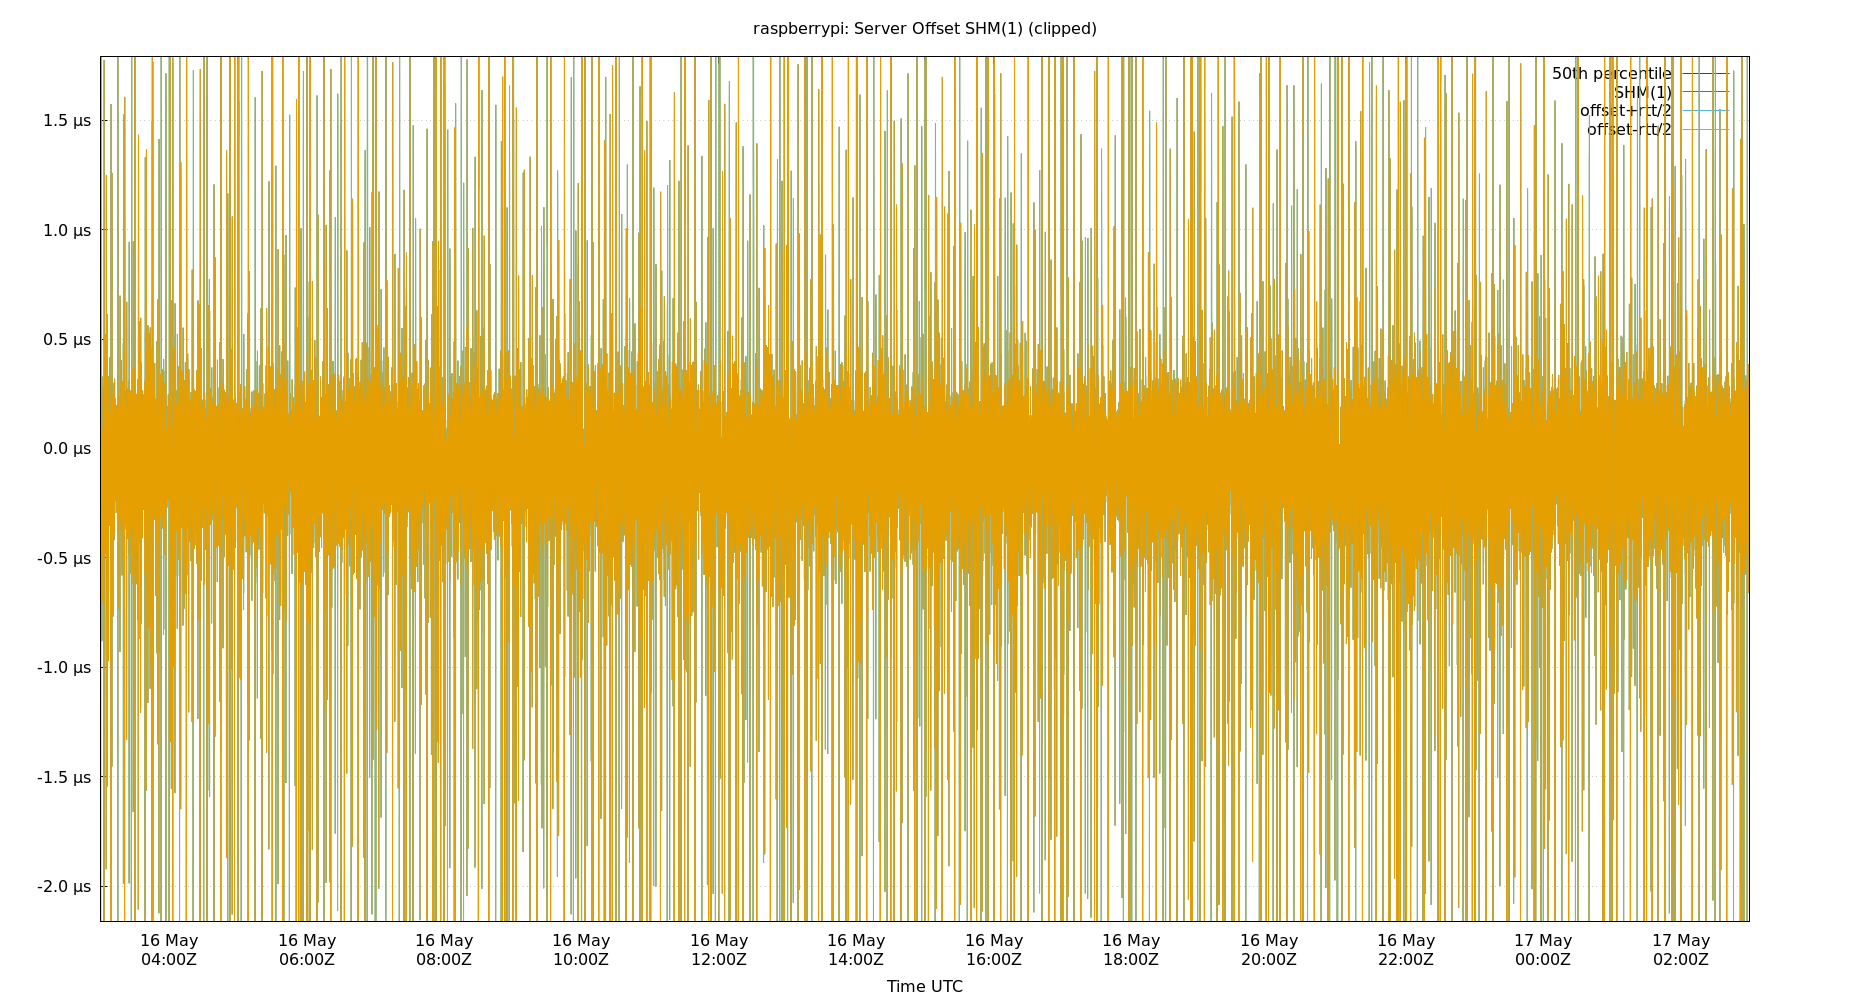 raspberrypi: Server Offset SHM(1) (clipped)
50th percentile
SHM(1)
offset+rtt/2
offset-rtt/2
1.5 µs
1.0 µs
0.5 µs
0.0 µs
-0.5 µs
-1.0 µs
-1.5 µs
-2.0 µs
16 May 16 May 16 May 16 May 16 May 16 May 16 May 16 May 16 May 16 May 17 May 17 May
04:00Z 06:00Z 08:00Z 10:00Z 12:00Z 14:00Z 16:00Z 18:00Z 20:00Z 22:00Z 00:00Z 02:00Z
Time UTC